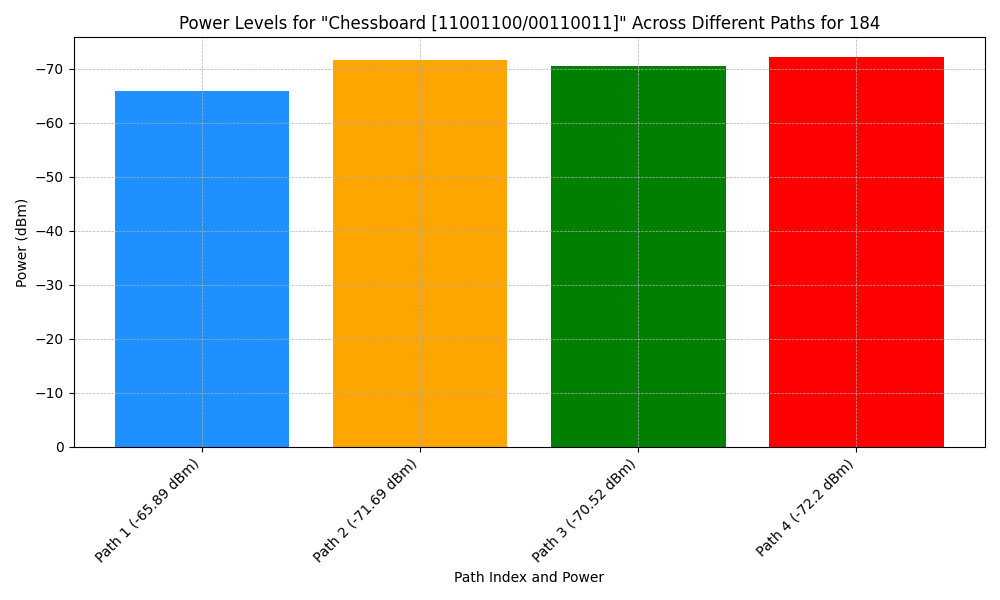 Power Levels for "Chessboard [11001100/00110011]" Across Different Paths for 184
Power (dBm)
−70
−60
−50
−40
−30
−20
−10
0
Path 1 (-65.89 dBm)
Path 2 (-71.69 dBm)
Path 3 (-70.52 dBm)
Path 4 (-72.2 dBm)
Path Index and Power